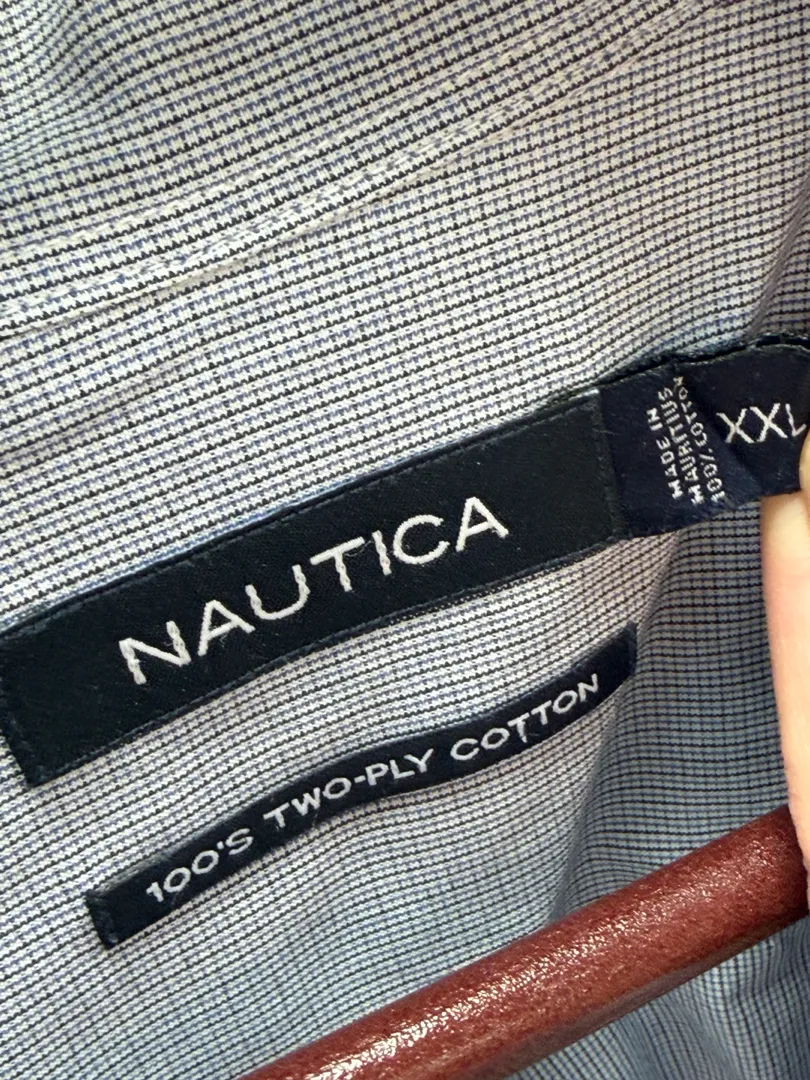 NAUTICA
MADE IN
MAURITIUS
100% COTTON
XXL
100'S TWO-PLY COTTON